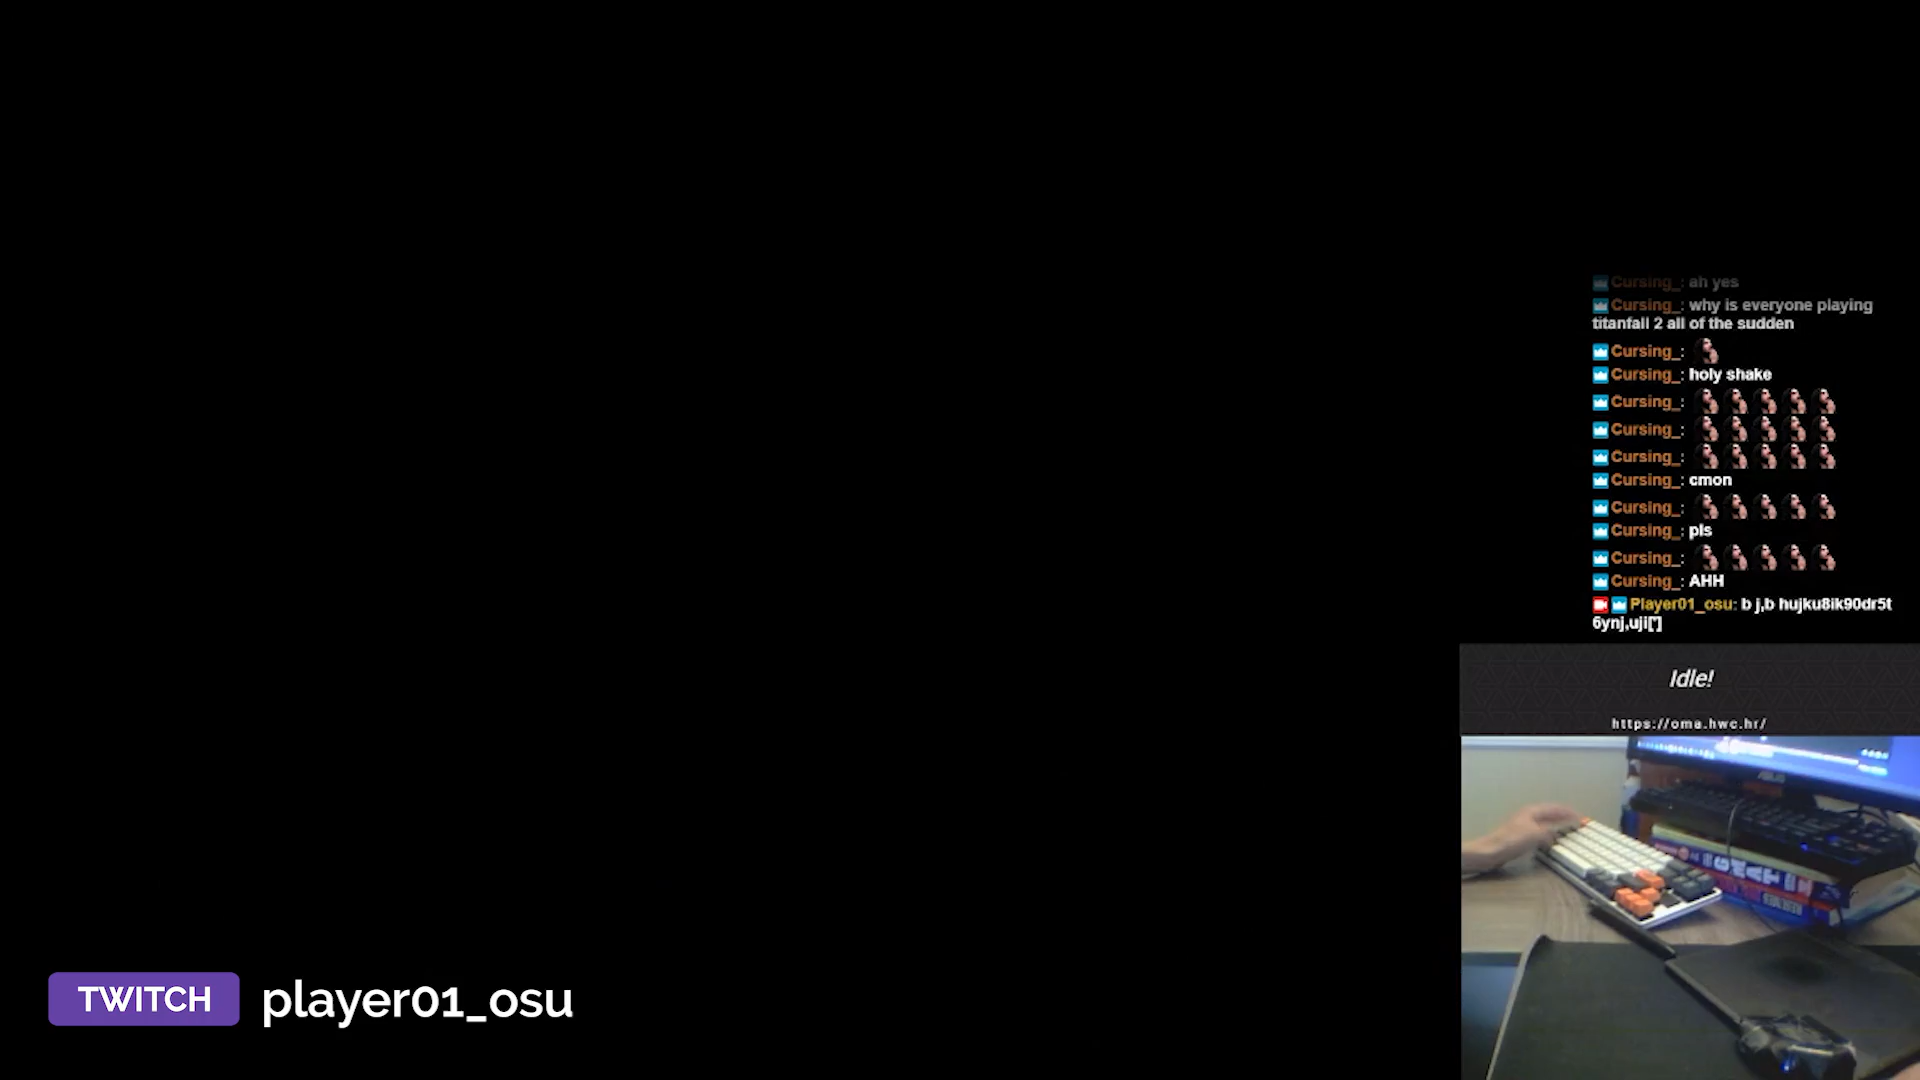 Cursing_: ah yes
Cursing_: why is everyone playing
titanfall 2 all of the sudden
Cursing_:
Cursing_: holy shake
Cursing_:
Cursing_:
Cursing_:
Cursing_: cmon
Cursing_:
Cursing_: pls
Cursing_:
Cursing_: AHH
Player01_osu: b j,b hujku8ik90dr5t
6ynj,uji[']
Idle!
https://oma.hwc.hr/
ASUS
TWITCH player01_osu